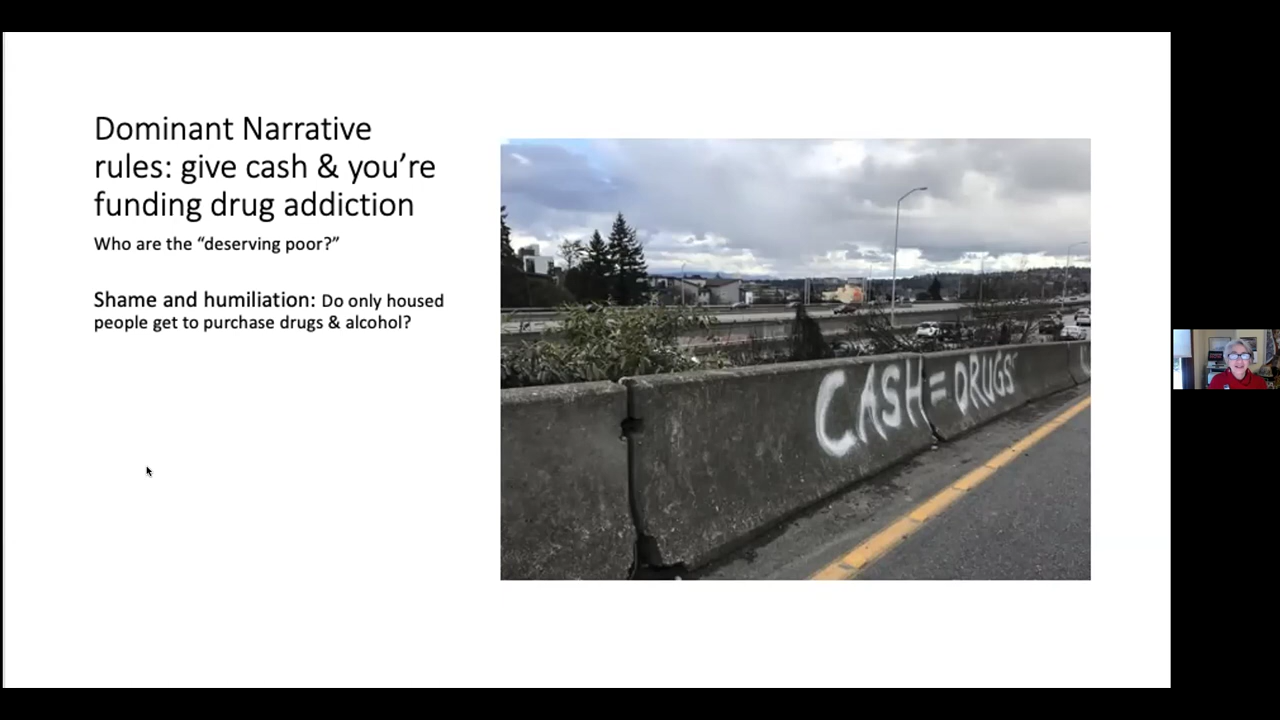 Dominant Narrative
rules: give cash & you’re
funding drug addiction
Who are the “deserving poor?”
Shame and humiliation: Do only housed
people get to purchase drugs & alcohol?
CASH = DRUGS